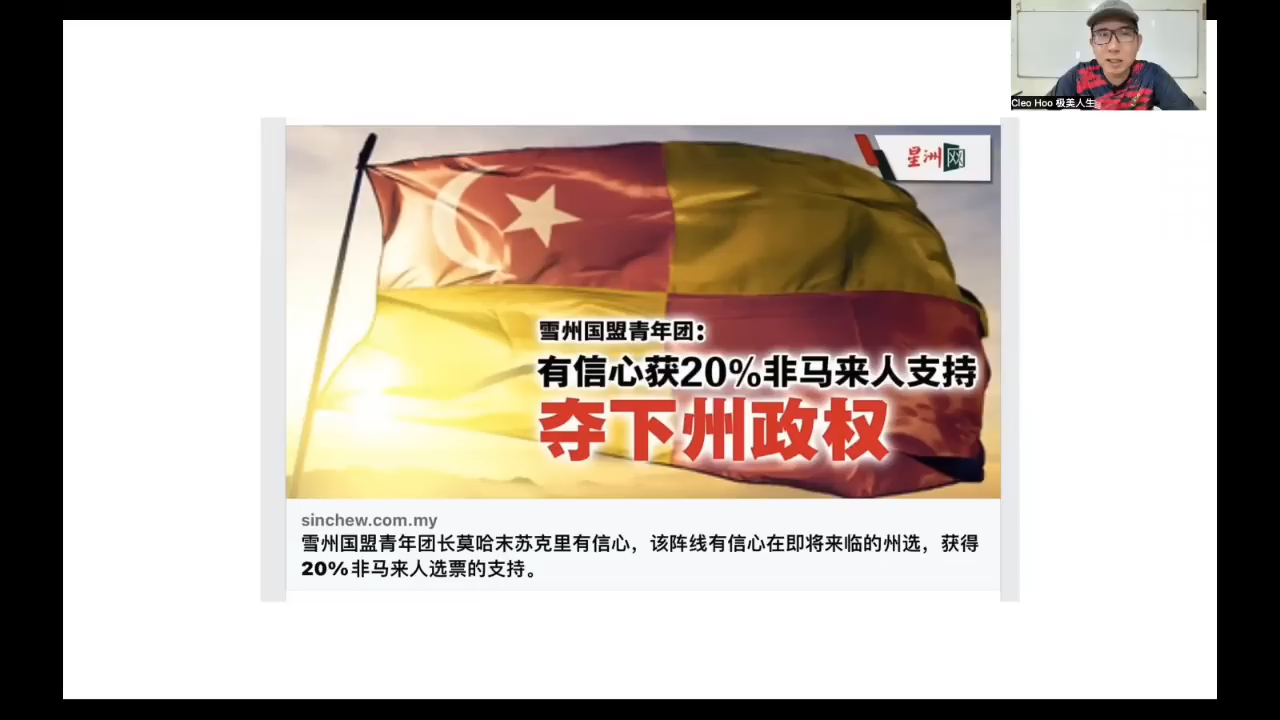 Cleo Hoo 极美人生
星洲网
雪州国盟青年团：
有信心获20%非马来人支持
夺下州政权
sinchew.com.my
雪州国盟青年团长莫哈末苏克里有信心，该阵线有信心在即将来临的州选，获得
20%非马来人选票的支持。